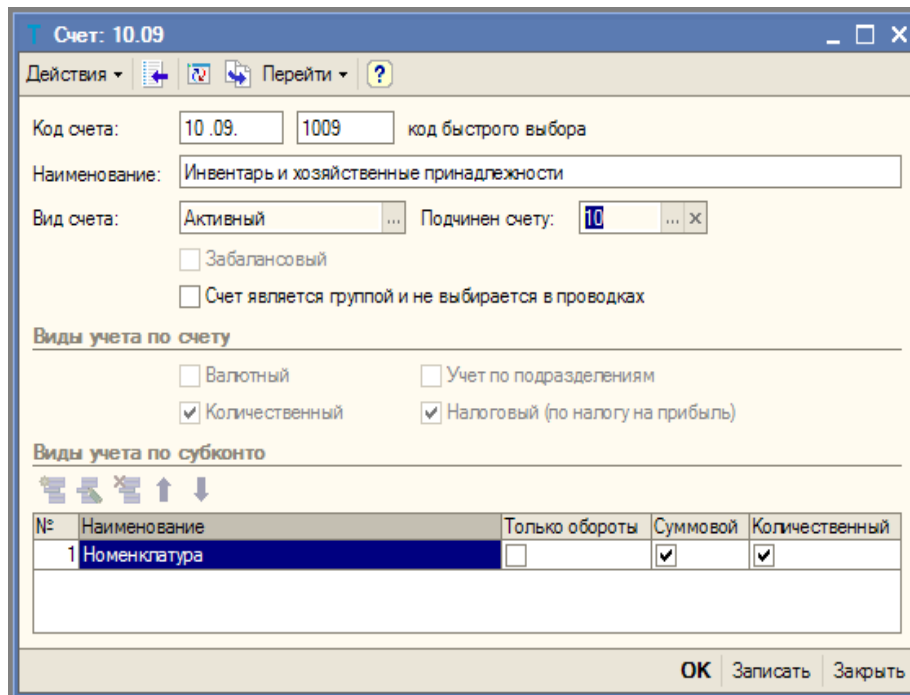 Счет: 10.09
Действия Перейти ?
Код счета: 10 .09. 1009 код быстрого выбора
Наименование: Инвентарь и хозяйственные принадлежности
Вид счета: Активный ... Подчинен счету: 10 ... ×
Забалансовый
Счет является группой и не выбирается в проводках
Виды учета по счету
Валютный Учет по подразделениям
Количественный Налоговый (по налогу на прибыль)
Виды учета по субконто
№ Наименование Только обороты Суммовой Количественный
1 Номенклатура
OK Записать Закрыть